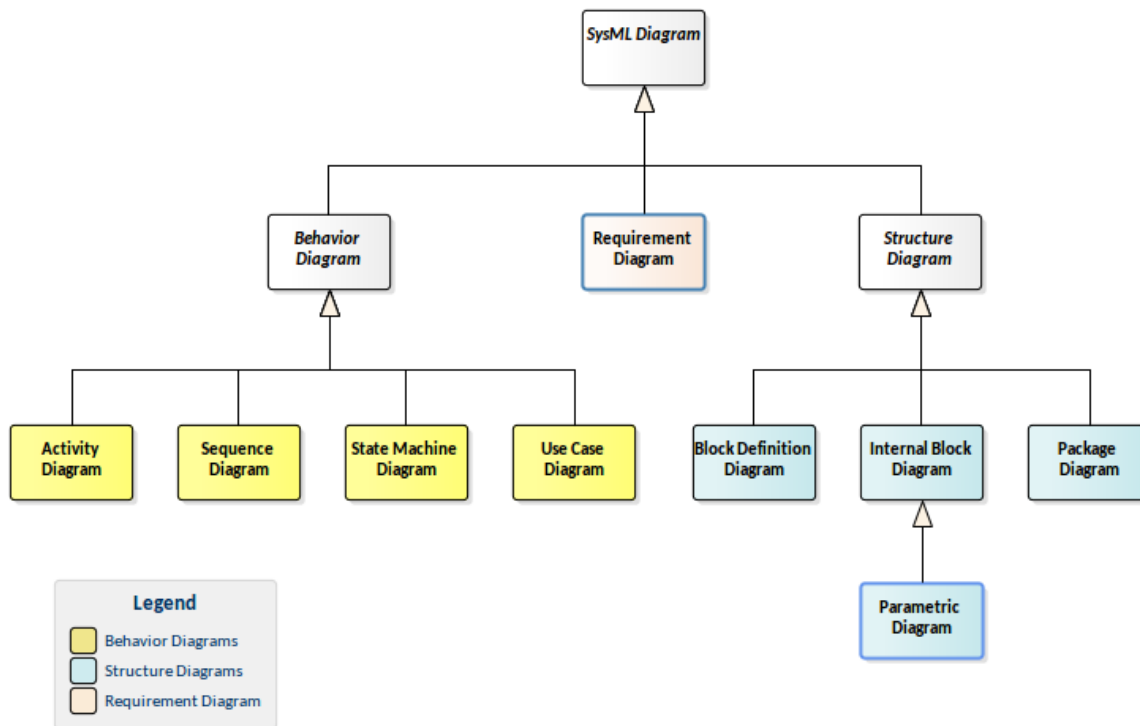 SysML Diagram
Behavior
Diagram
Requirement
Diagram
Structure
Diagram
Activity
Diagram
Sequence
Diagram
State Machine
Diagram
Use Case
Diagram
Block Definition
Diagram
Internal Block
Diagram
Package
Diagram
Parametric
Diagram
Legend
Behavior Diagrams
Structure Diagrams
Requirement Diagram